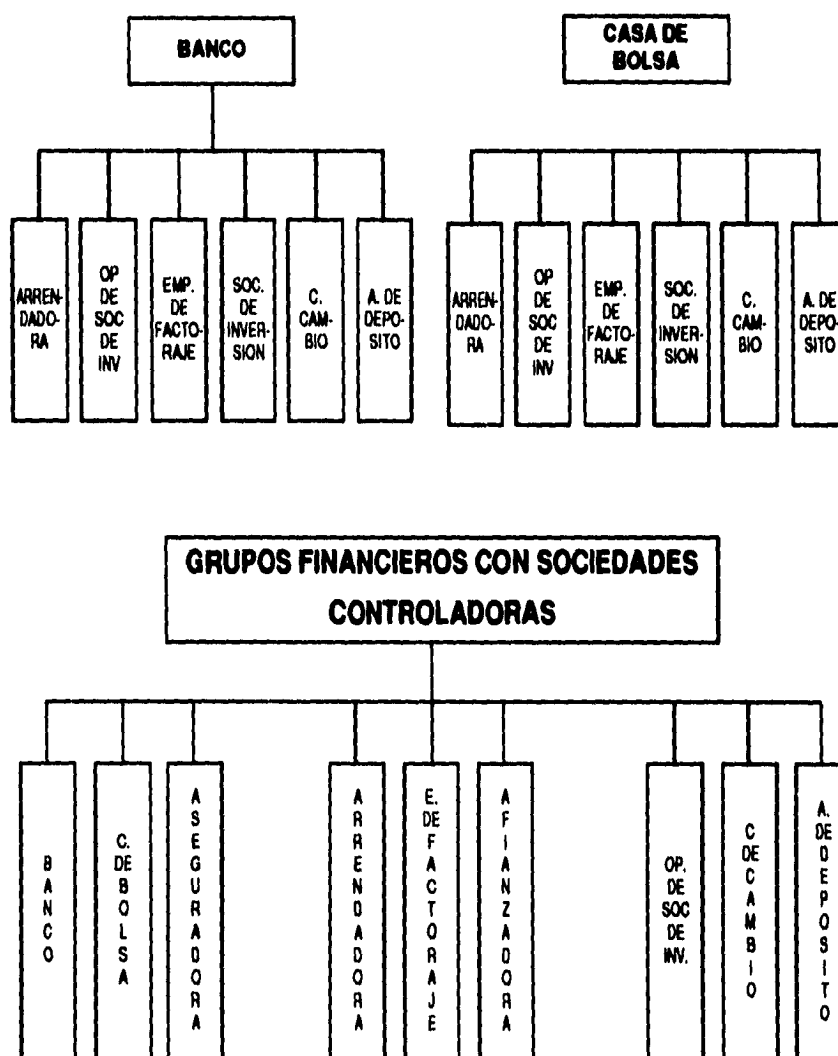 BANCO
CASA DE
BOLSA
ARREN-
DADO-
RA
OP
DE
SOC
DE
INV
EMP.
DE
FACTO-
RAJE
SOC.
DE
INVER-
SION
C.
CAM-
BIO
A. DE
DEPO-
SITO
ARREN-
DADO-
RA
OP
DE
SOC
DE
INV
EMP.
DE
FACTO-
RAJE
SOC.
DE
INVER-
SION
C.
CAM-
BIO
A. DE
DEPO-
SITO
GRUPOS FINANCIEROS CON SOCIEDADES
CONTROLADORAS
BANCO
C. DE BOLSA
ASEGURADORA
ARRENDADORA
E. DE FACTORAJE
AFIANZADORA
OP.
DE
SOC
DE
INV.
C DE CAMBIO
A. DE DEPOSITO